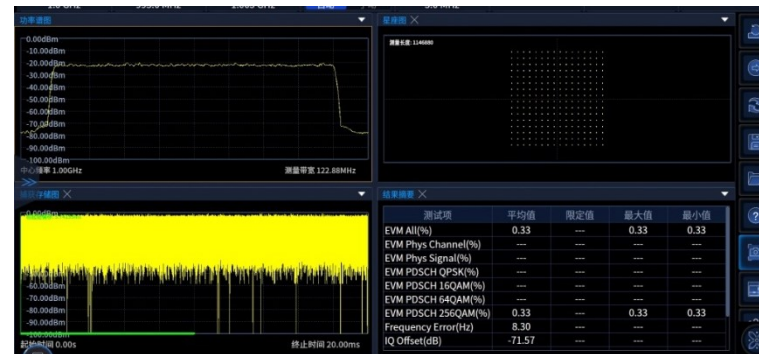 功率谱图
0.00dBm
-10.00dBm
-20.00dBm
-30.00dBm
-40.00dBm
-50.00dBm
-60.00dBm
-70.00dBm
-80.00dBm
-90.00dBm
-100.00dBm
中心频率 1.00GHz 测量带宽 122.88MHz
星座图
测量长度: 1146880
0.00dBm
-60.00dBm
-70.00dBm
-80.00dBm
-90.00dBm
-100.00dBm
起始时间 0.00s 终止时间 20.00ms
结果摘要
测试项 平均值 限定值 最大值 最小值
EVM All(%) 0.33 --- 0.33 0.33
EVM Phys Channel(%) --- --- --- ---
EVM Phys Signal(%) --- --- --- ---
EVM PDSCH QPSK(%) --- --- --- ---
EVM PDSCH 16QAM(%) --- --- --- ---
EVM PDSCH 64QAM(%) --- --- --- ---
EVM PDSCH 256QAM(%) 0.33 --- 0.33 0.33
Frequency Error(Hz) 8.30 --- --- ---
IQ Offset(dB) -71.57 --- --- ---